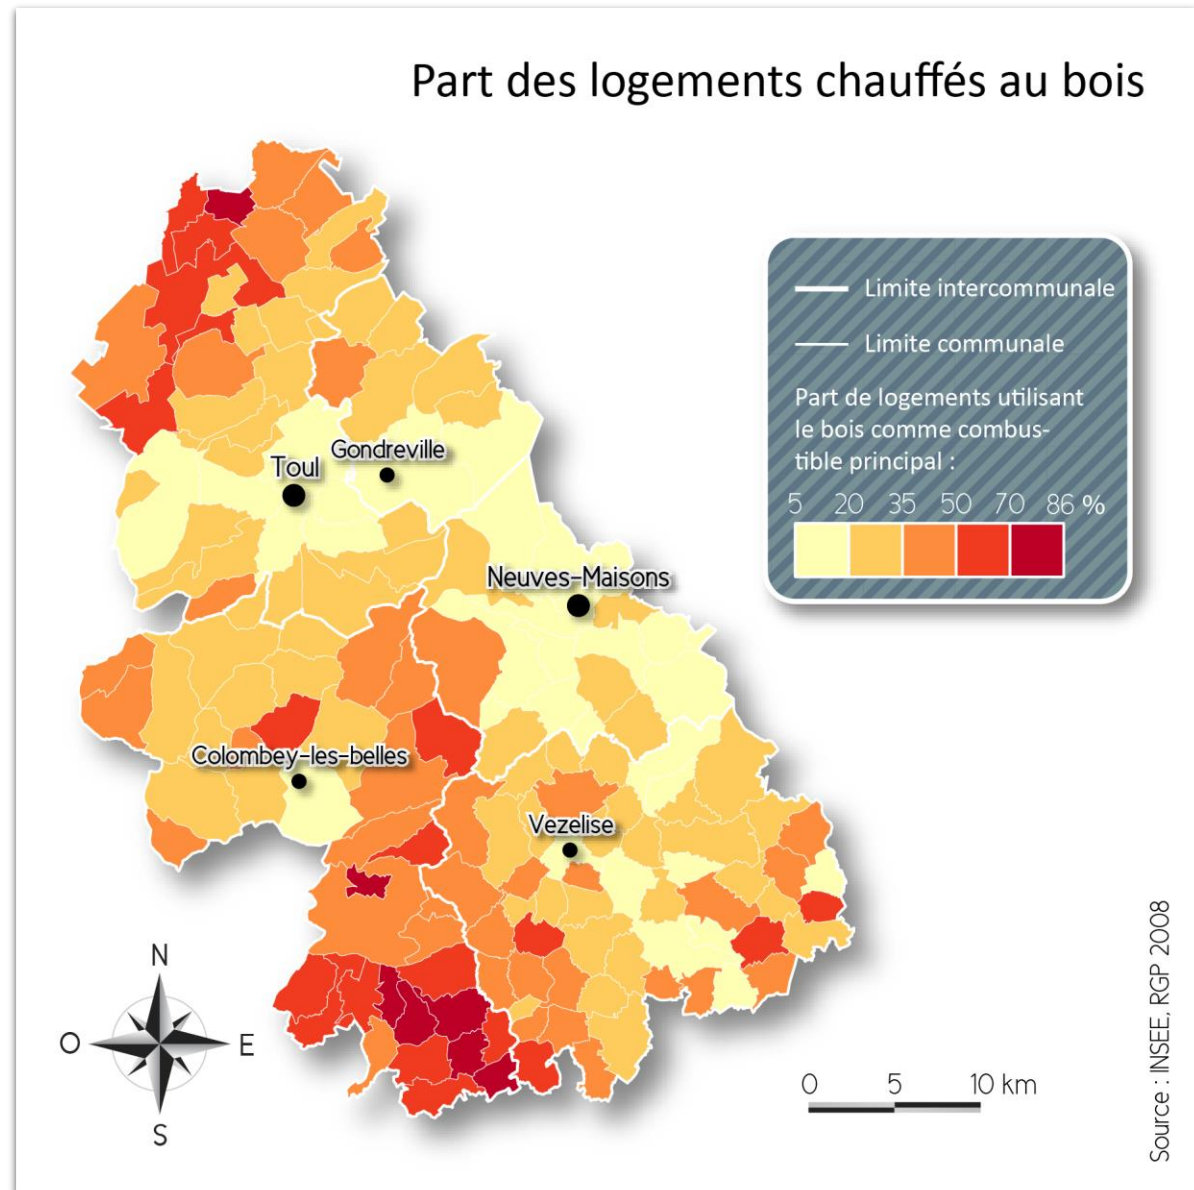 Part des logements chauffés au bois
Limite intercommunale
Limite communale
Part de logements utilisant
le bois comme combus-
tible principal :
5 20 35 50 70 86 %
Gondreville
Toul
Neuves-Maisons
Colombey-les-belles
Vezelise
N
O
E
S
0 5 10 km
Source : INSEE, RGP 2008